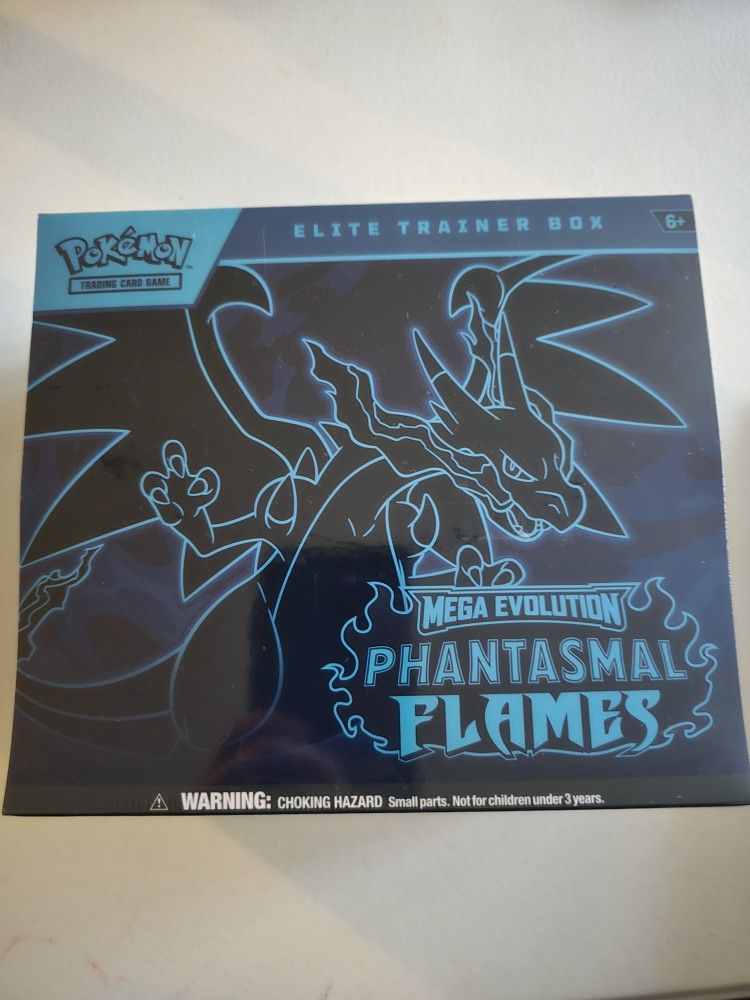 POKéMON™
TRADING CARD GAME
ELITE TRAINER BOX
6+
MEGA EVOLUTION
PHANTASMAL
FLAMES
WARNING: CHOKING HAZARD Small parts. Not for children under 3 years.